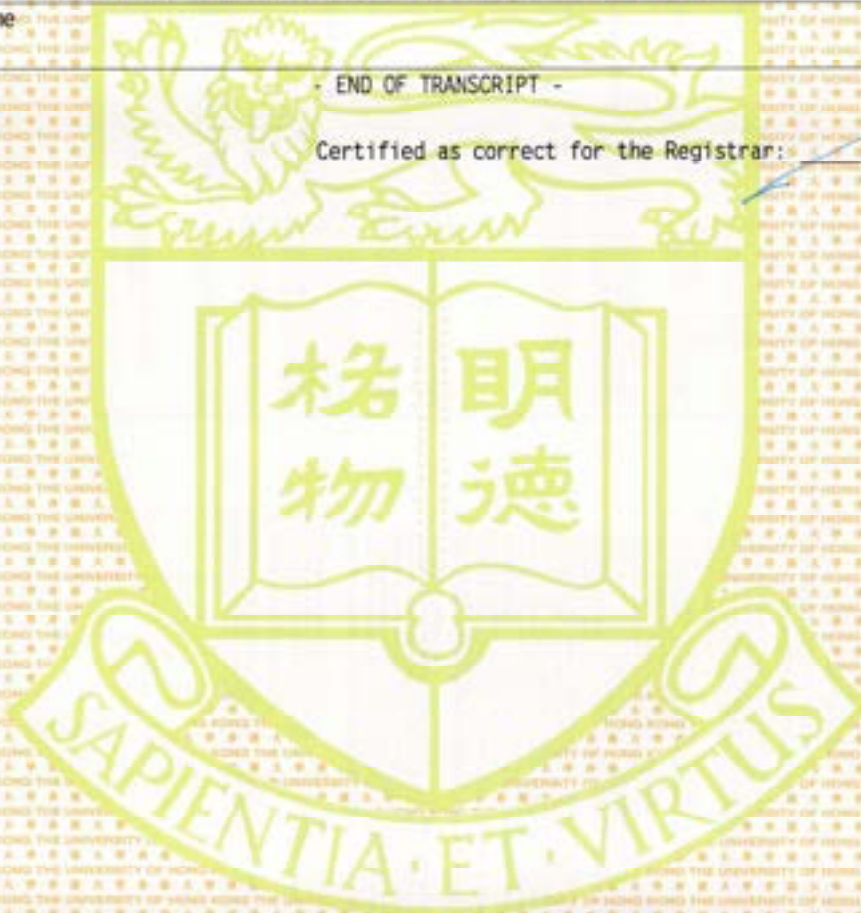 - END OF TRANSCRIPT -
Certified as correct for the Registrar:
明德
格物
SAPIENTIA · ET · VIRTUS